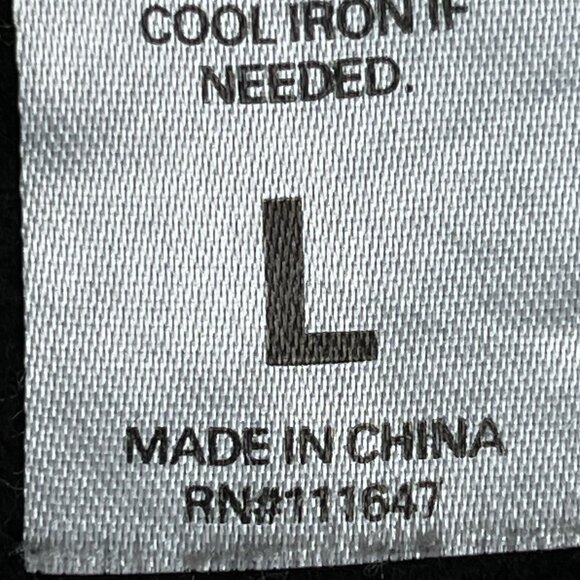 COOL IRON IF
NEEDED.
L
MADE IN CHINA
RN#111647